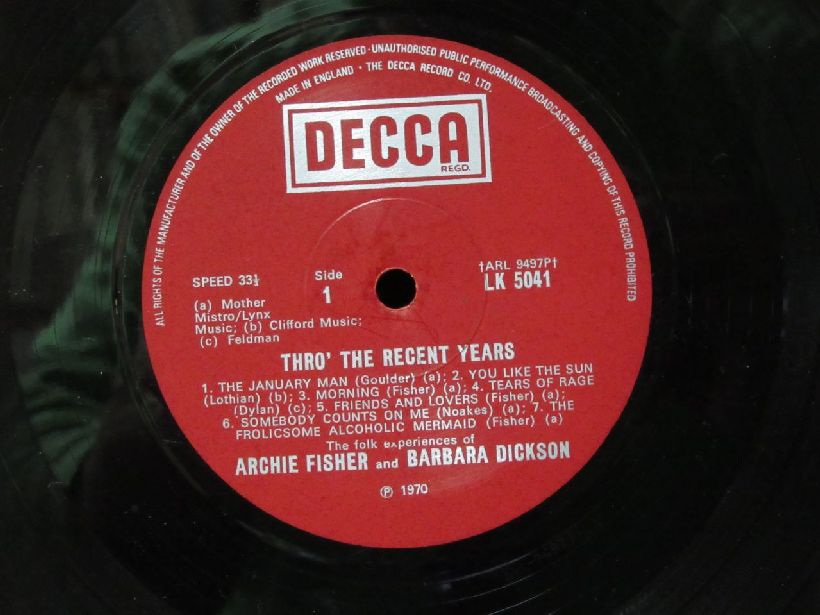 ALL RIGHTS OF THE MANUFACTURER AND OF THE OWNER OF THE RECORDED WORK RESERVED · UNAUTHORISED PUBLIC PERFORMANCE BROADCASTING AND COPYING OF THIS RECORD PROHIBITED.
MADE IN ENGLAND · THE DECCA RECORD CO. LTD.
DECCA
REGD.
SPEED 33⅓
Side
1
†ARL 9497P†
LK 5041
(a) Mother
Mistro/Lynx
Music; (b) Clifford Music;
(c) Feldman
THRO' THE RECENT YEARS
1. THE JANUARY MAN (Goulder) (a); 2. YOU LIKE THE SUN
(Lothian) (b); 3. MORNING (Fisher) (a); 4. TEARS OF RAGE
(Dylan) (c); 5. FRIENDS AND LOVERS (Fisher) (a);
6. SOMEBODY COUNTS ON ME (Noakes) (a); 7. THE
FROLICSOME ALCOHOLIC MERMAID (Fisher) (a)
The folk experiences of
ARCHIE FISHER and BARBARA DICKSON
℗ 1970